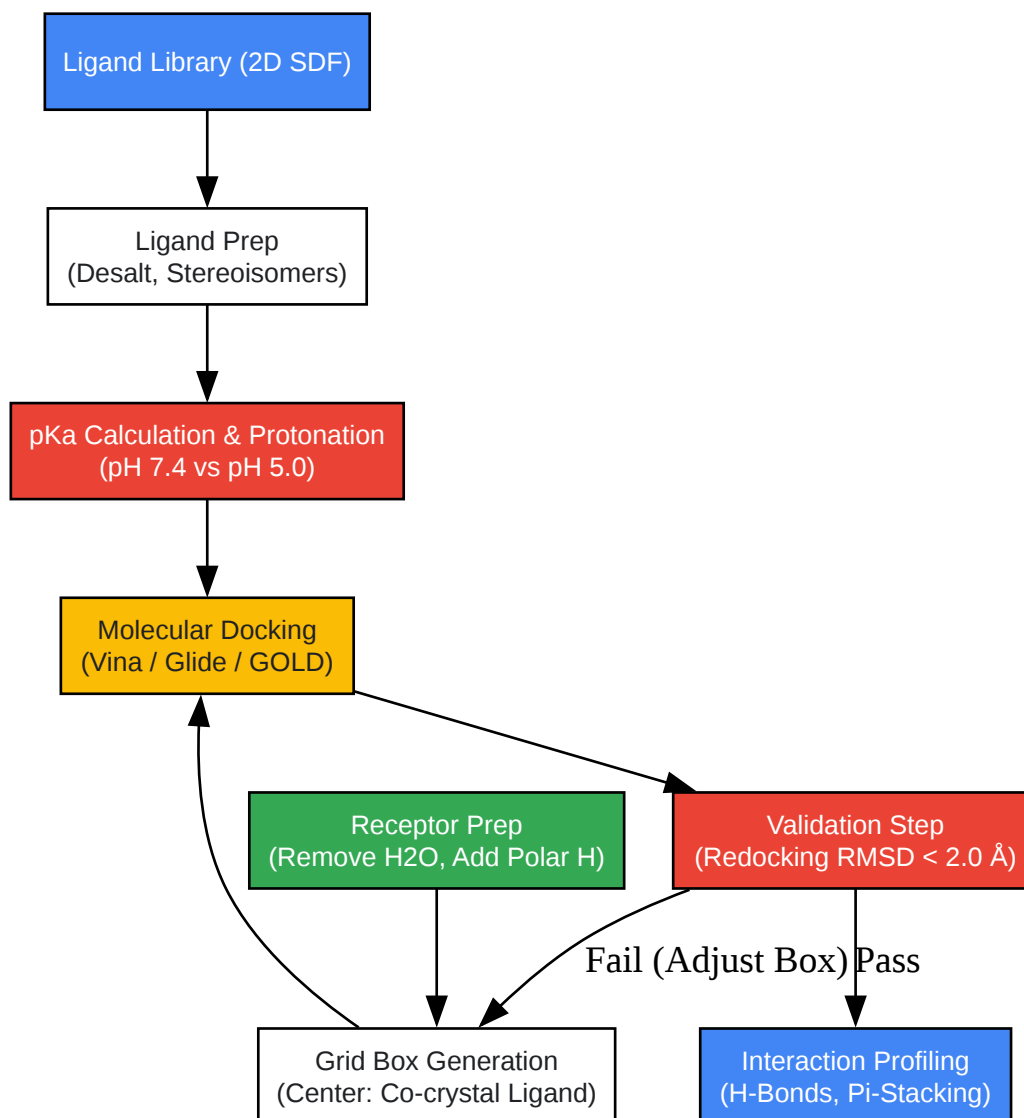 Ligand Library (2D SDF)
Ligand Prep
(Desalt, Stereoisomers)
pKa Calculation & Protonation
(pH 7.4 vs pH 5.0)
Molecular Docking
(Vina / Glide / GOLD)
Receptor Prep
(Remove H2O, Add Polar H)
Validation Step
(Redocking RMSD < 2.0 Å)
Fail (Adjust Box)
Pass
Grid Box Generation
(Center: Co-crystal Ligand)
Interaction Profiling
(H-Bonds, Pi-Stacking)